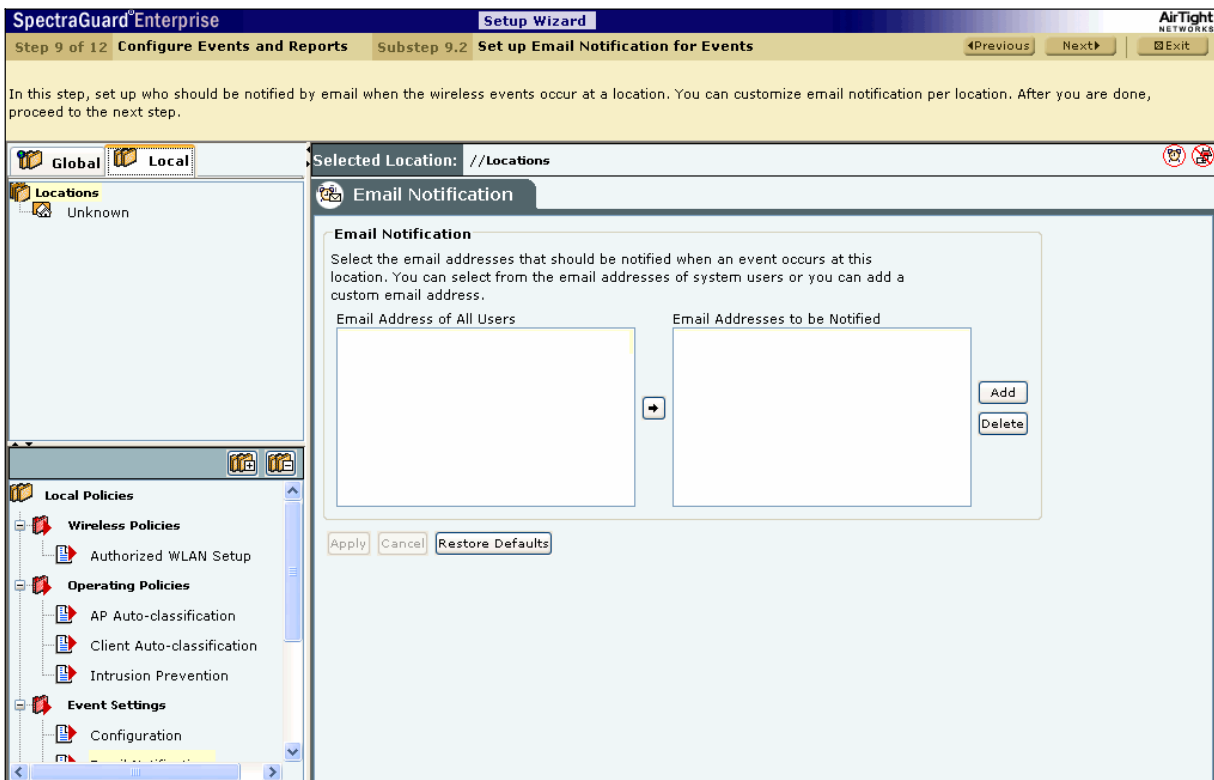 SpectraGuard®Enterprise
Setup Wizard
AirTight
NETWORKS
Step 9 of 12 Configure Events and Reports Substep 9.2 Set up Email Notification for Events
Previous Next Exit
In this step, set up who should be notified by email when the wireless events occur at a location. You can customize email notification per location. After you are done,
proceed to the next step.
Global Local
Locations
Unknown
Selected Location: //Locations
Email Notification
Email Notification
Select the email addresses that should be notified when an event occurs at this
location. You can select from the email addresses of system users or you can add a
custom email address.
Email Address of All Users
Email Addresses to be Notified
Add
Delete
Apply Cancel Restore Defaults
Local Policies
Wireless Policies
Authorized WLAN Setup
Operating Policies
AP Auto-classification
Client Auto-classification
Intrusion Prevention
Event Settings
Configuration